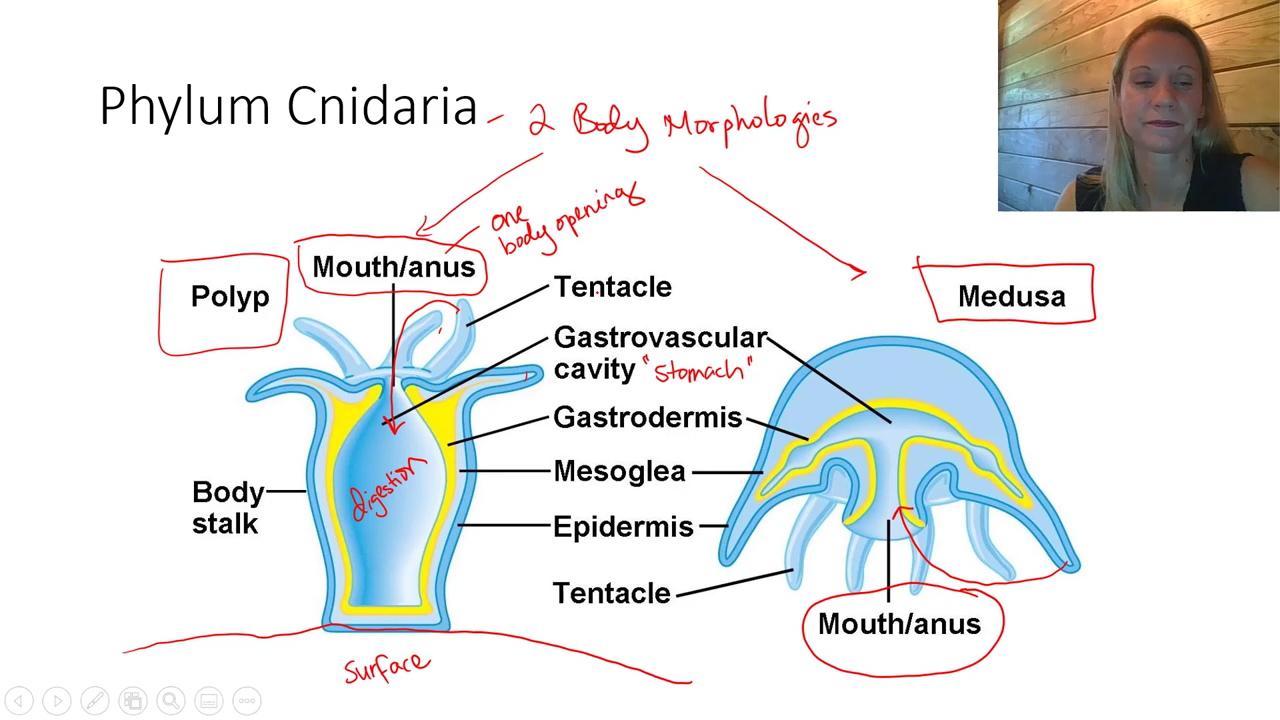 Phylum Cnidaria - 2 Body Morphologies
one
body opening
Mouth/anus
Polyp
Tentacle
Medusa
Gastrovascular
cavity "stomach"
Gastrodermis
Mesoglea
digestion
Body
stalk
Epidermis
Tentacle
Mouth/anus
surface